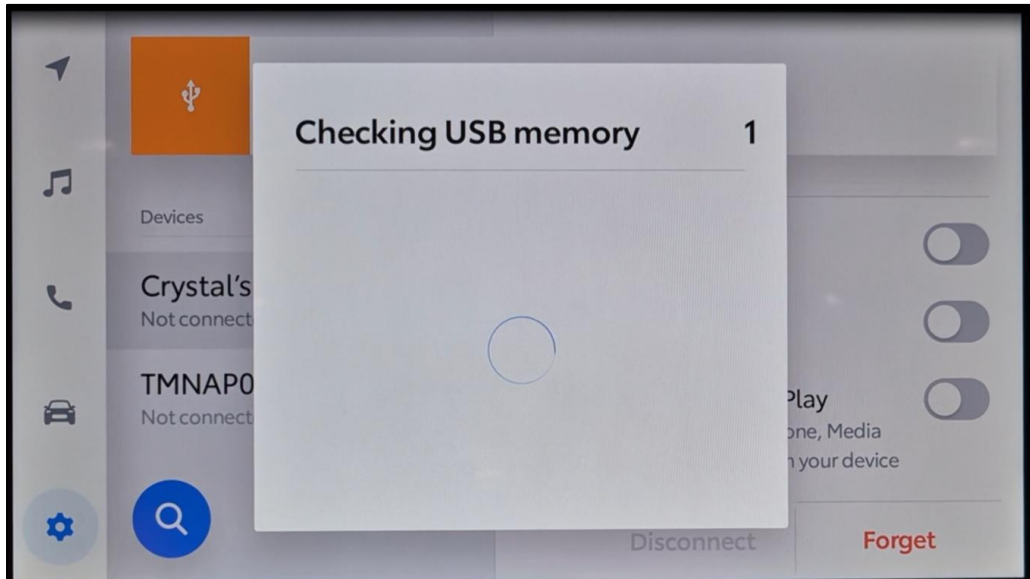 Checking USB memory 1
Devices
Crystal's
Not connect
TMNAP0
Not connect
Play
one, Media
n your device
Disconnect
Forget